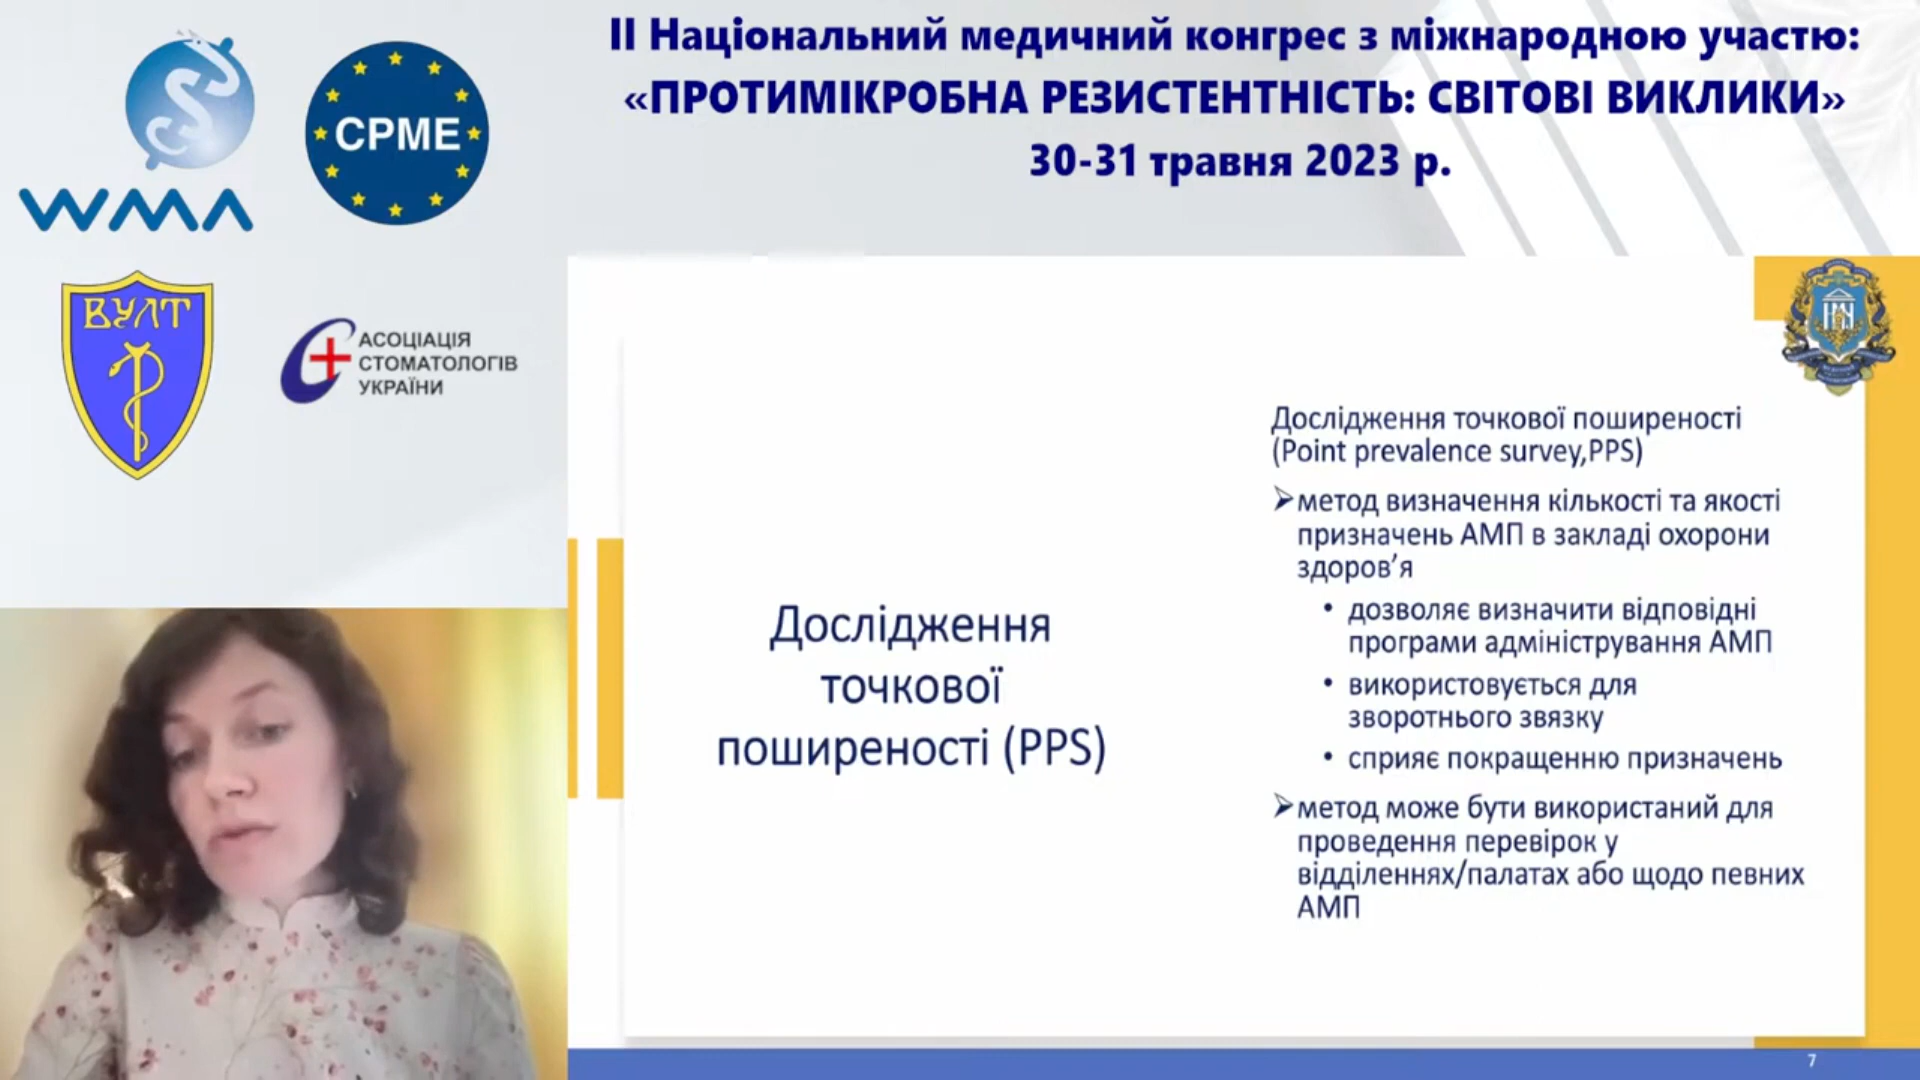 II Національний медичний конгрес з міжнародною участю:
«ПРОТИМІКРОБНА РЕЗИСТЕНТНІСТЬ: СВІТОВІ ВИКЛИКИ»
30-31 травня 2023 р.
WMA
CPME
ВУЛТ
АСОЦІАЦІЯ
СТОМАТОЛОГІВ
УКРАЇНИ
Дослідження
точкової
поширеності (PPS)
Дослідження точкової поширеності
(Point prevalence survey,PPS)
метод визначення кількості та якості
призначень АМП в закладі охорони
здоров’я
• дозволяє визначити відповідні
програми адміністрування АМП
• використовується для
зворотнього звязку
• сприяє покращенню призначень
метод може бути використаний для
проведення перевірок у
відділеннях/палатах або щодо певних
АМП
7